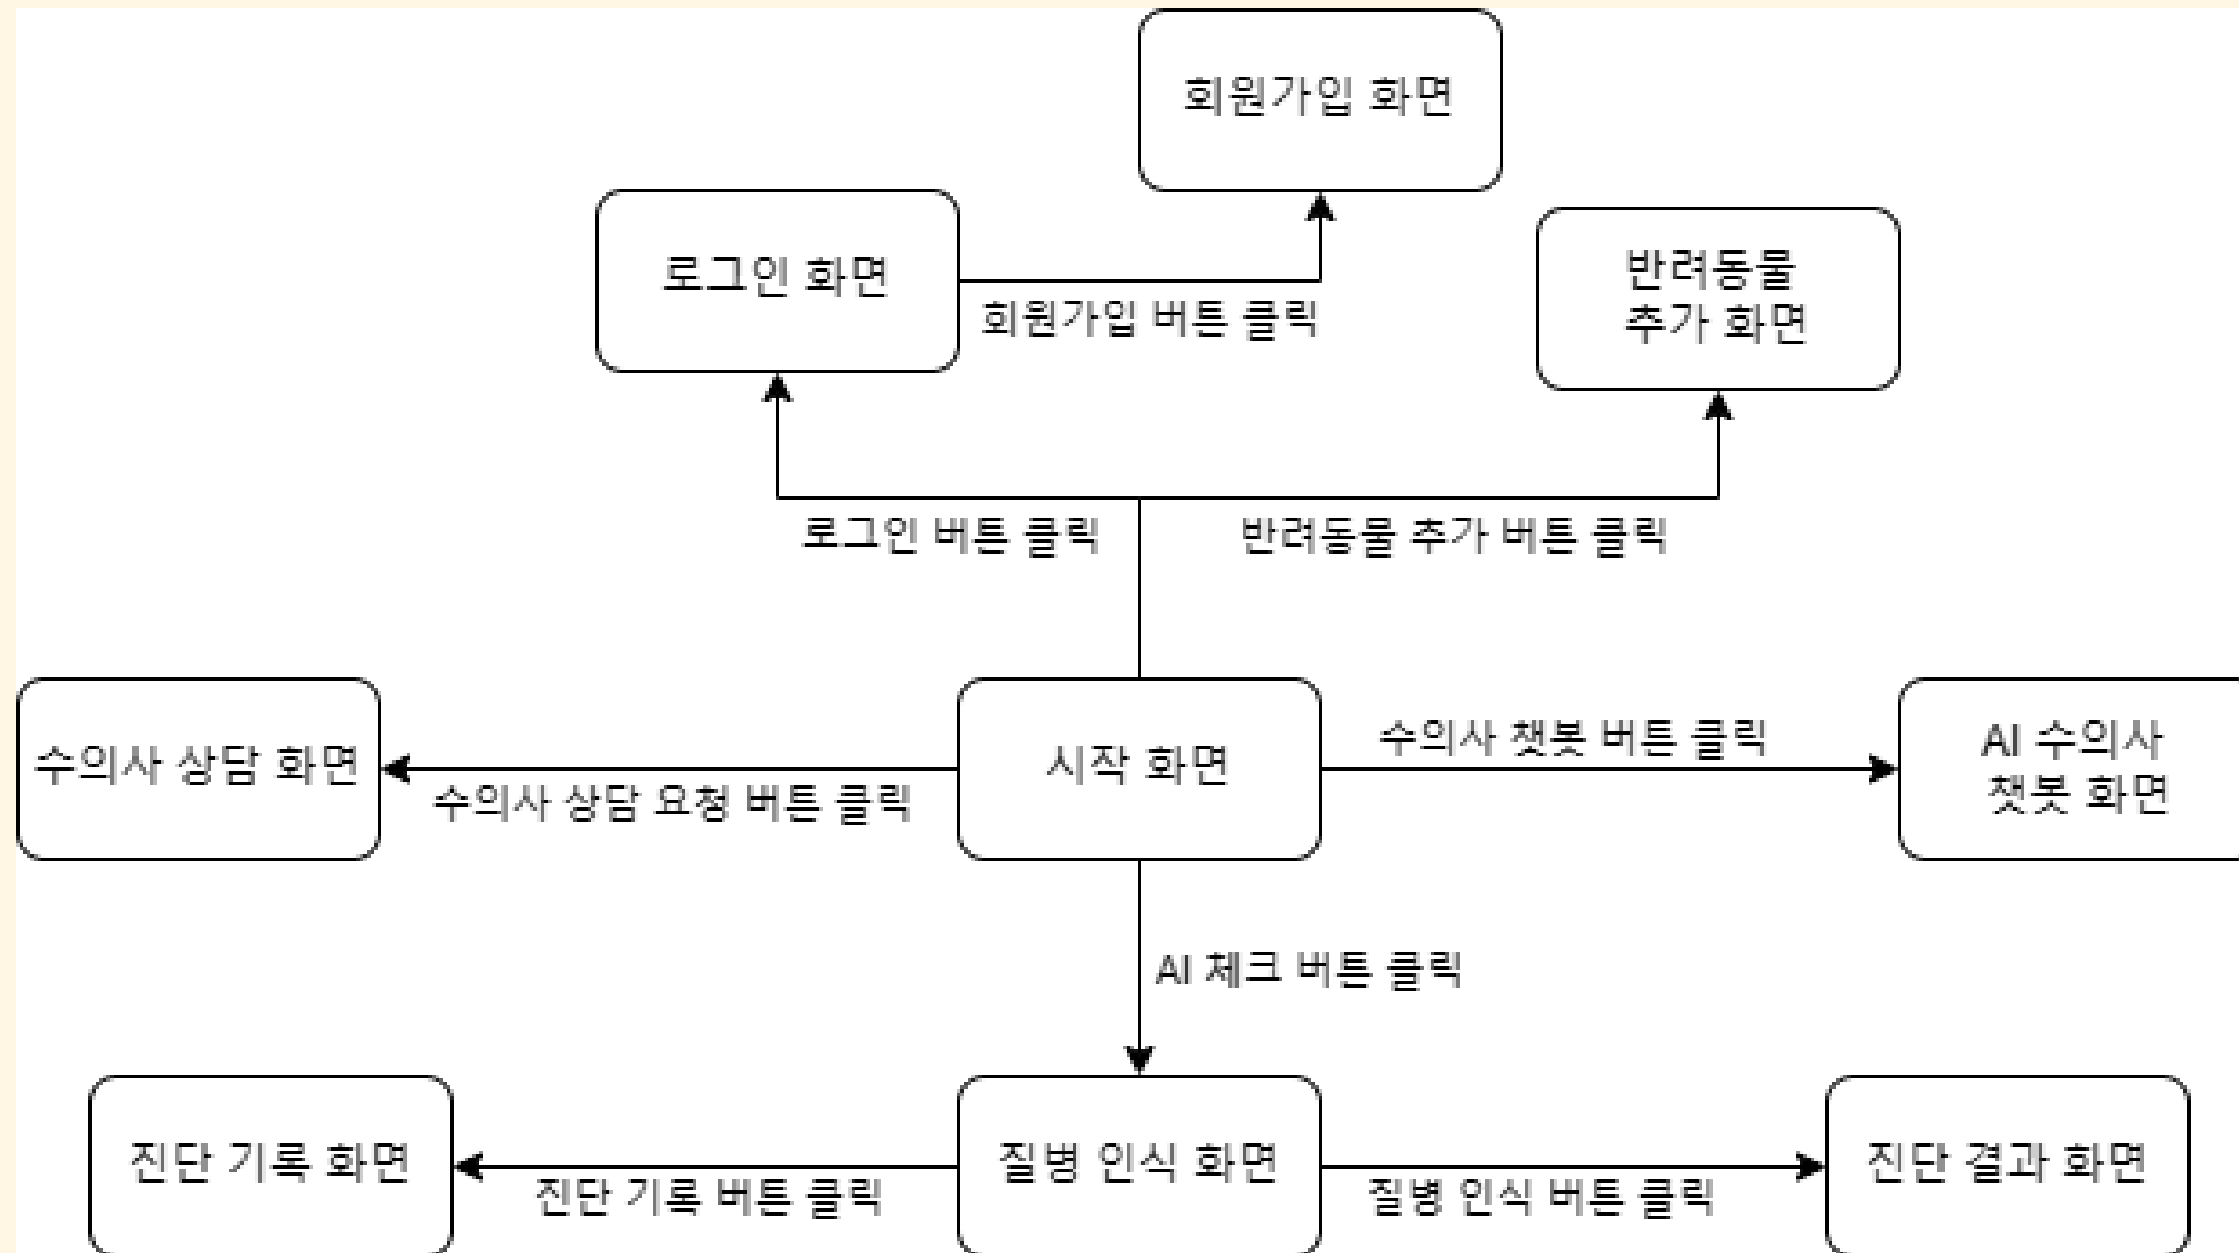 회원가입 화면
로그인 화면
회원가입 버튼 클릭
반려동물
추가 화면
로그인 버튼 클릭
반려동물 추가 버튼 클릭
수의사 상담 화면
수의사 상담 요청 버튼 클릭
시작 화면
수의사 챗봇 버튼 클릭
AI 수의사
챗봇 화면
AI 체크 버튼 클릭
진단 기록 화면
진단 기록 버튼 클릭
질병 인식 화면
질병 인식 버튼 클릭
진단 결과 화면